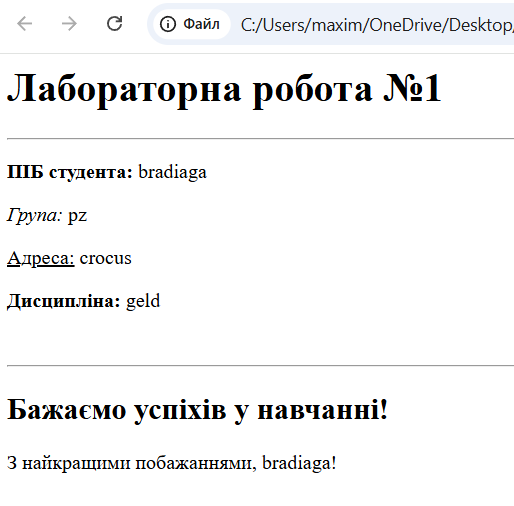 Файл C:/Users/maxim/OneDrive/Desktop/
Лабораторна робота №1
ПІБ студента: bradiaga
Група: pz
Адреса: crocus
Дисципліна: geld
Бажаємо успіхів у навчанні!
З найкращими побажаннями, bradiaga!